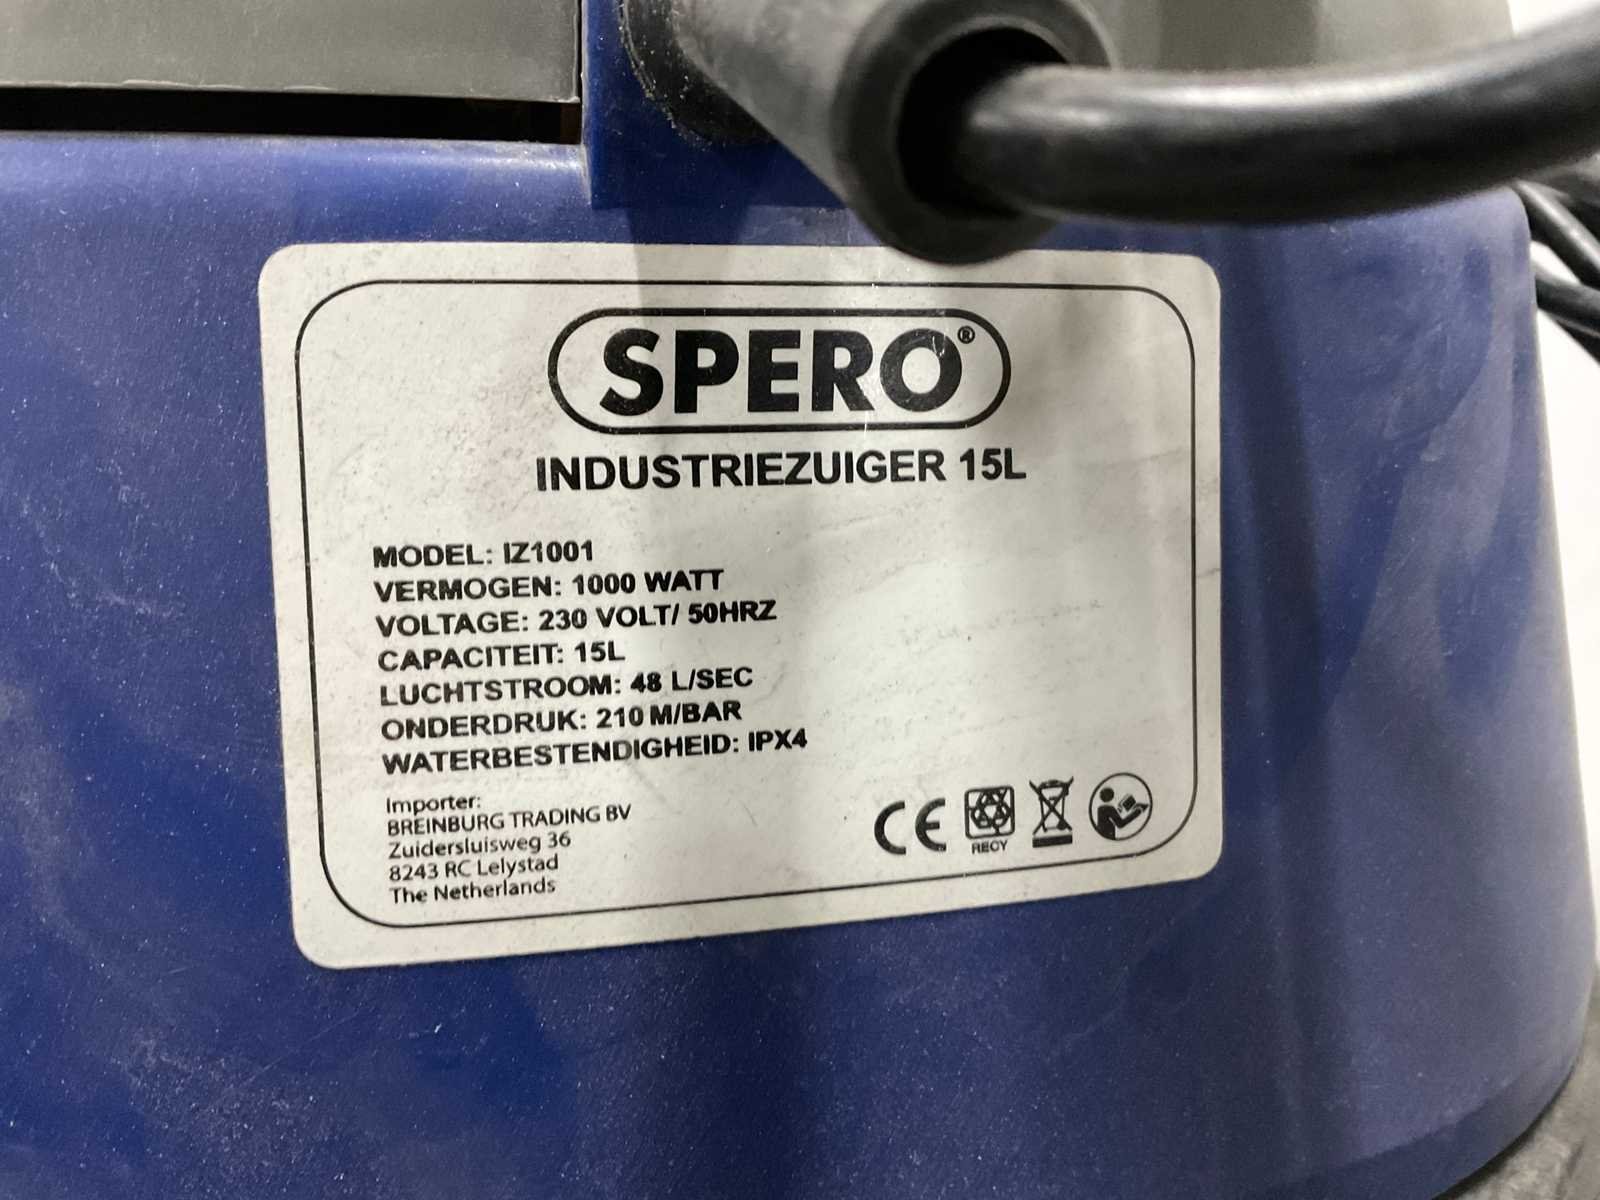 SPERO®
INDUSTRIEZUIGER 15L
MODEL: IZ1001
VERMOGEN: 1000 WATT
VOLTAGE: 230 VOLT/ 50HRZ
CAPACITEIT: 15L
LUCHTSTROOM: 48 L/SEC
ONDERDRUK: 210 M/BAR
WATERBESTENDIGHEID: IPX4
Importer:
BREINBURG TRADING BV
Zuidersluisweg 36
8243 RC Lelystad
The Netherlands
CE
RECY